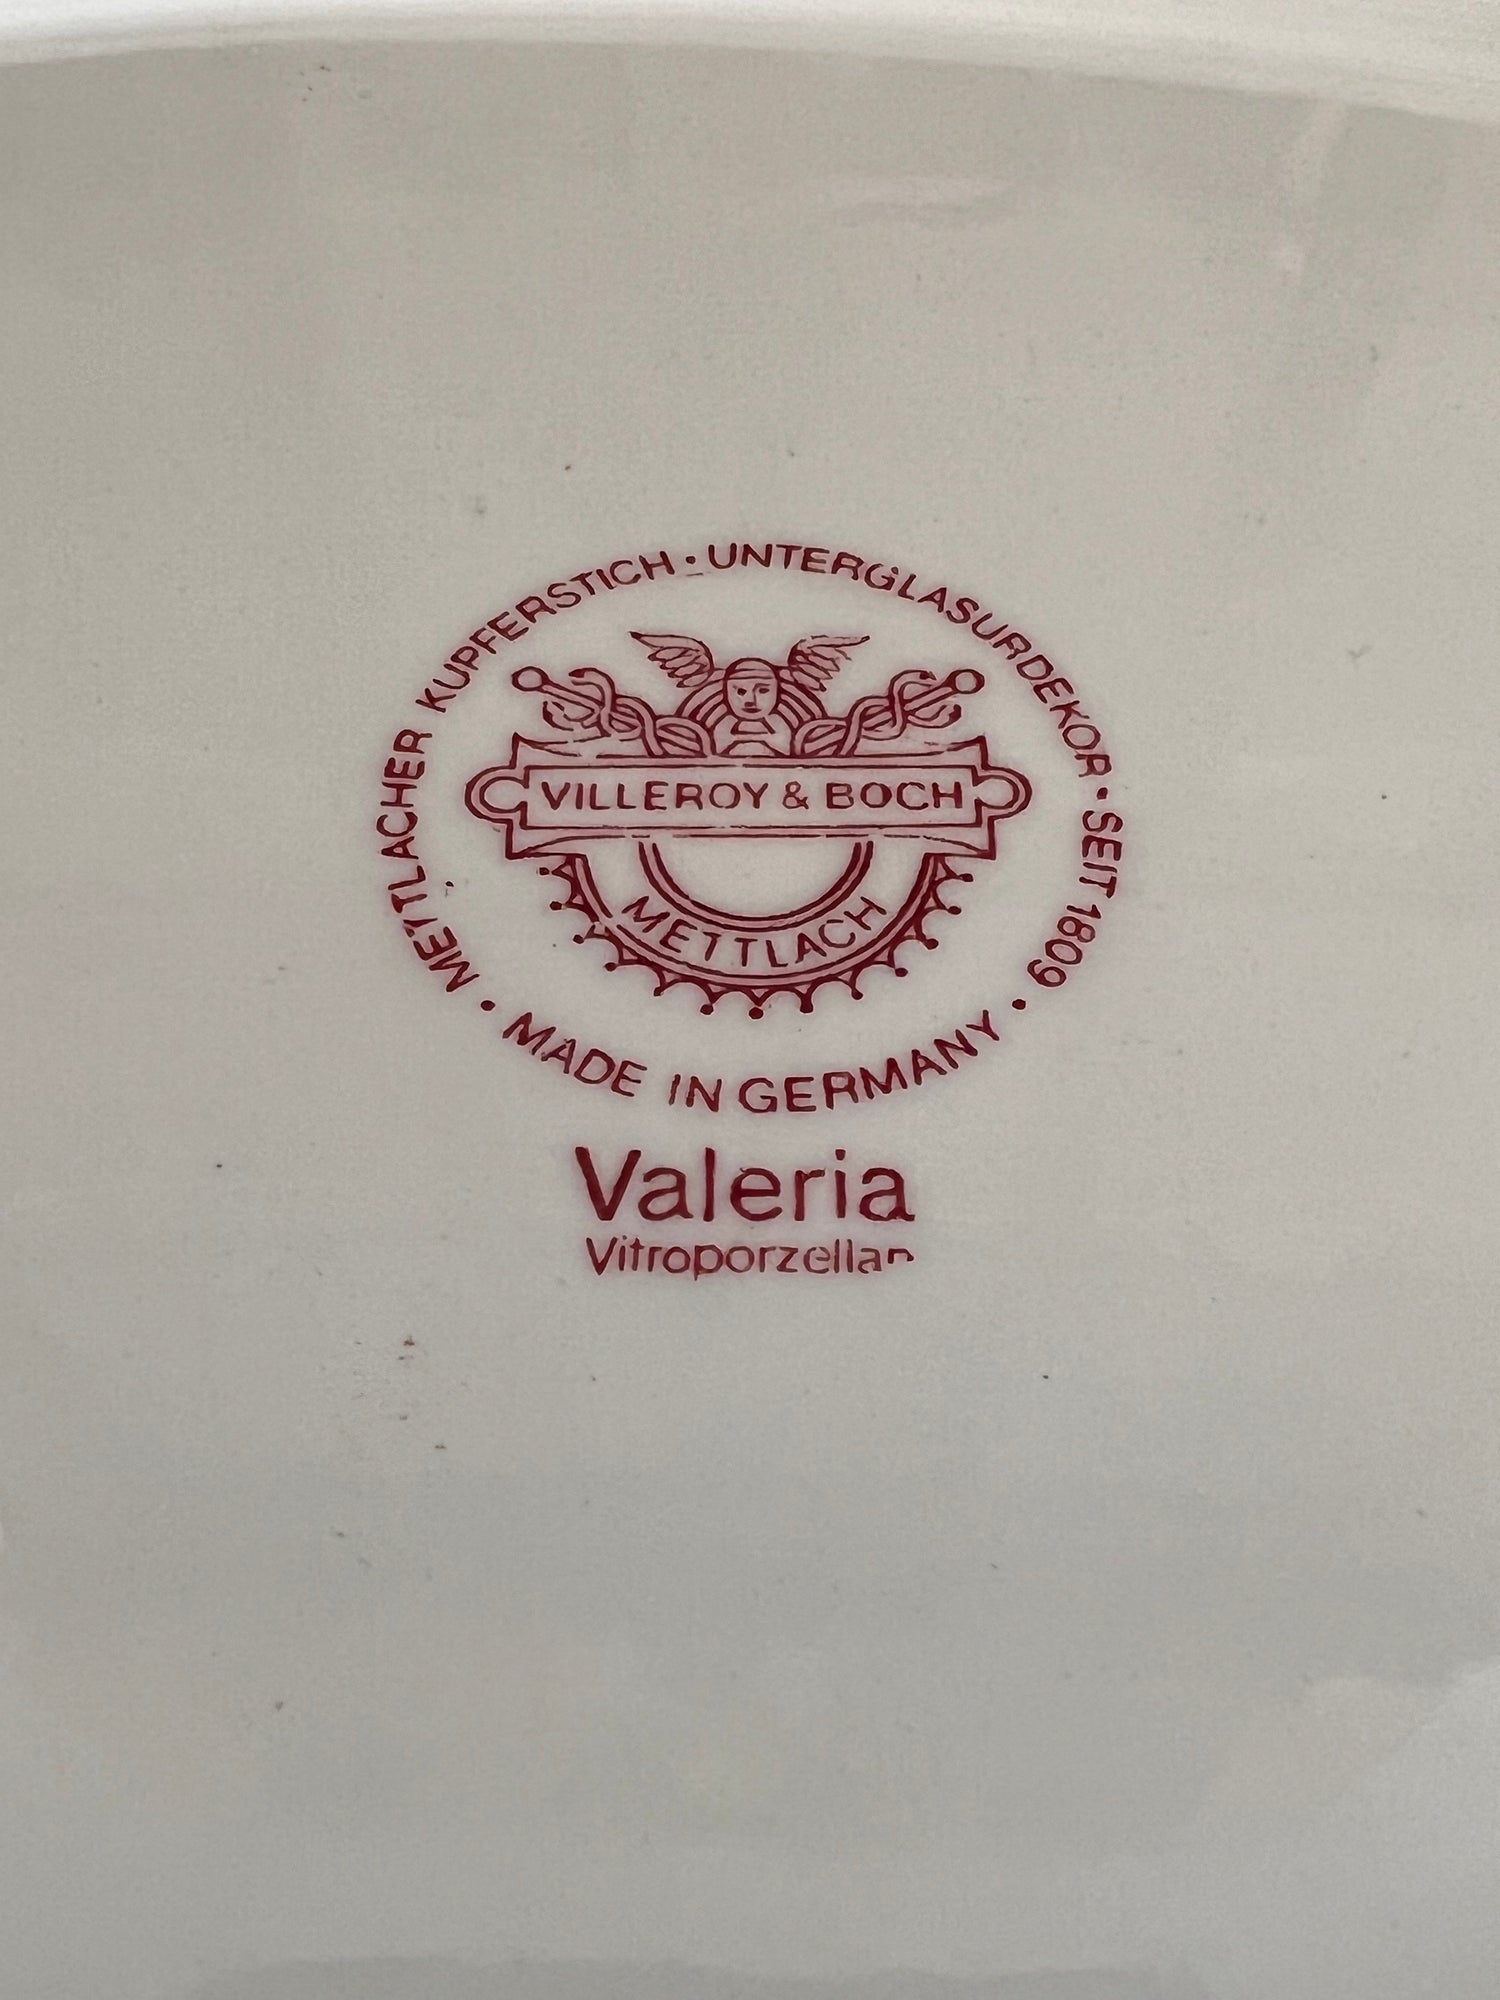 METTLACHER KUPFERSTICH · UNTERGLASURDEKOR · SEIT 1809
VILLEROY & BOCH
METTLACH
· MADE IN GERMANY ·
Valeria
Vitroporzellan